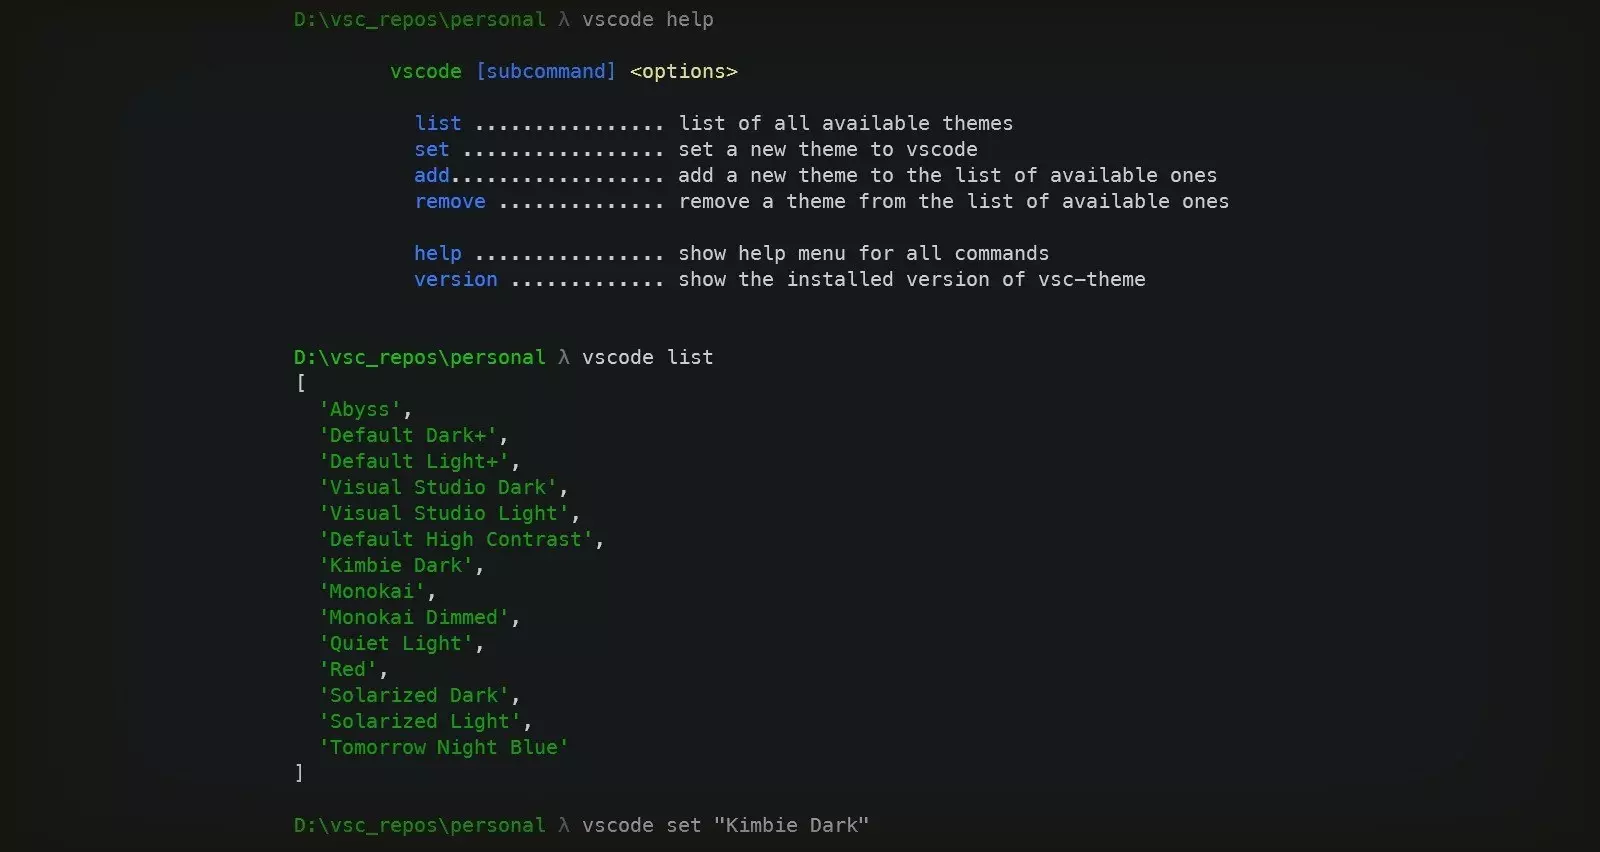 D:\vsc_repos\personal λ vscode help
vscode [subcommand] <options>
list ................ list of all available themes
set ................. set a new theme to vscode
add.................. add a new theme to the list of available ones
remove .............. remove a theme from the list of available ones
help ................ show help menu for all commands
version ............. show the installed version of vsc-theme
D:\vsc_repos\personal λ vscode list
[
'Abyss',
'Default Dark+',
'Default Light+',
'Visual Studio Dark',
'Visual Studio Light',
'Default High Contrast',
'Kimbie Dark',
'Monokai',
'Monokai Dimmed',
'Quiet Light',
'Red',
'Solarized Dark',
'Solarized Light',
'Tomorrow Night Blue'
]
D:\vsc_repos\personal λ vscode set "Kimbie Dark"